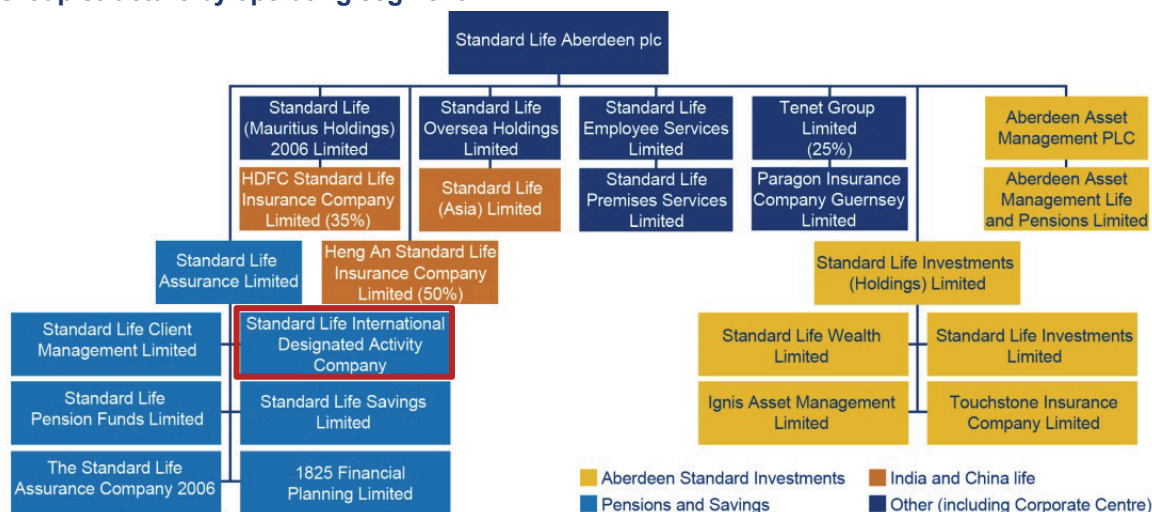 Group structure by operating segment
Standard Life Aberdeen plc
Standard Life
(Mauritius Holdings)
2006 Limited
Standard Life
Oversea Holdings
Limited
Standard Life
Employee Services
Limited
Tenet Group
Limited
(25%)
Aberdeen Asset
Management PLC
HDFC Standard Life
Insurance Company
Limited (35%)
Standard Life
(Asia) Limited
Standard Life
Premises Services
Limited
Paragon Insurance
Company Guernsey
Limited
Aberdeen Asset
Management Life
and Pensions Limited
Standard Life
Assurance Limited
Heng An Standard Life
Insurance Company
Limited (50%)
Standard Life Investments
(Holdings) Limited
Standard Life Client
Management Limited
Standard Life International
Designated Activity
Company
Standard Life Wealth
Limited
Standard Life Investments
Limited
Standard Life
Pension Funds Limited
Standard Life Savings
Limited
Ignis Asset Management
Limited
Touchstone Insurance
Company Limited
The Standard Life
Assurance Company 2006
1825 Financial
Planning Limited
Aberdeen Standard Investments
India and China life
Pensions and Savings
Other (including Corporate Centre)